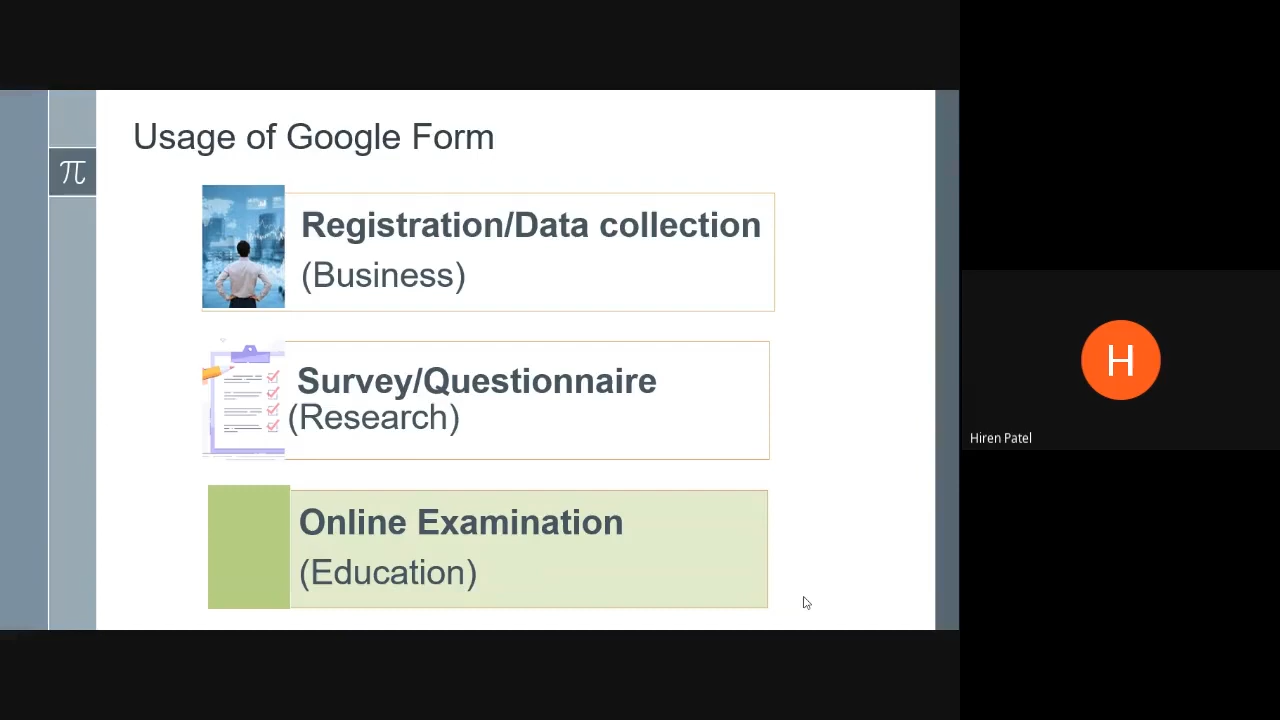 Usage of Google Form
π
Registration/Data collection
(Business)
Survey/Questionnaire
(Research)
Online Examination
(Education)
H
Hiren Patel